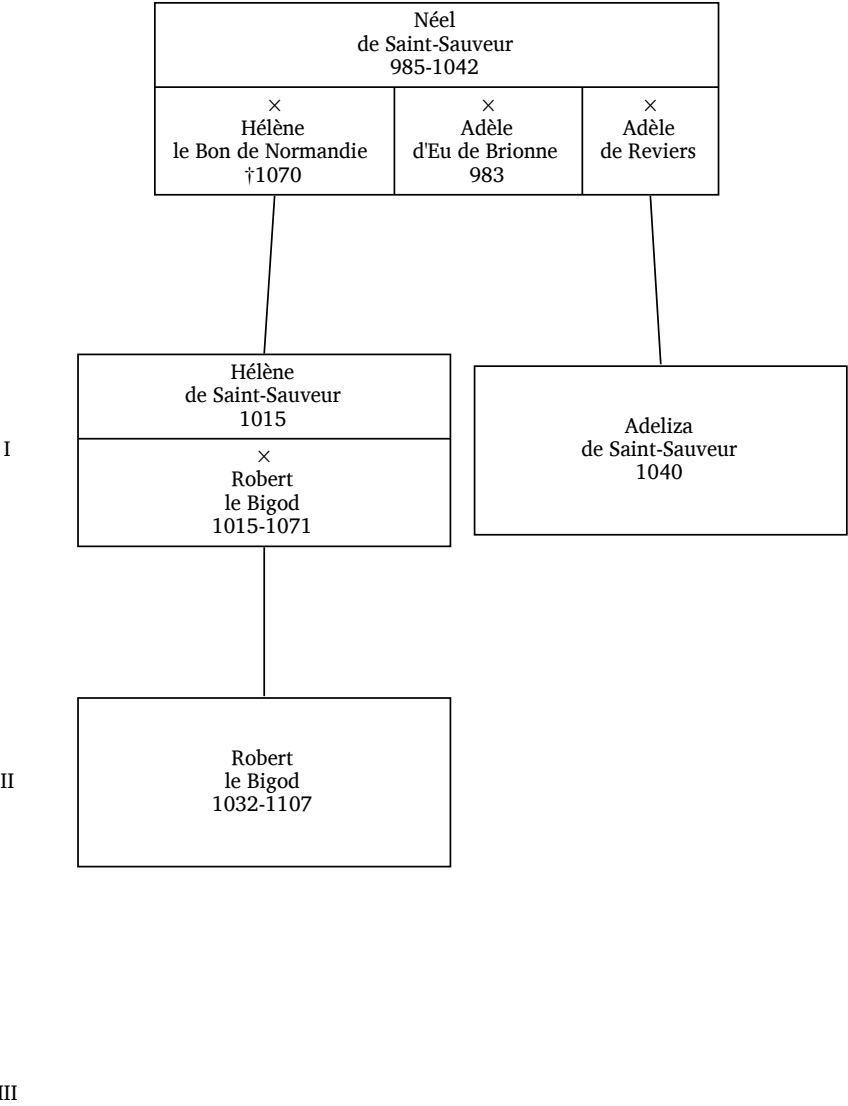 Néel
de Saint-Sauveur
985-1042
×
Hélène
le Bon de Normandie
†1070
×
Adèle
d'Eu de Brionne
983
×
Adèle
de Reviers
Hélène
de Saint-Sauveur
1015
×
Robert
le Bigod
1015-1071
Adeliza
de Saint-Sauveur
1040
I
Robert
le Bigod
1032-1107
II
III